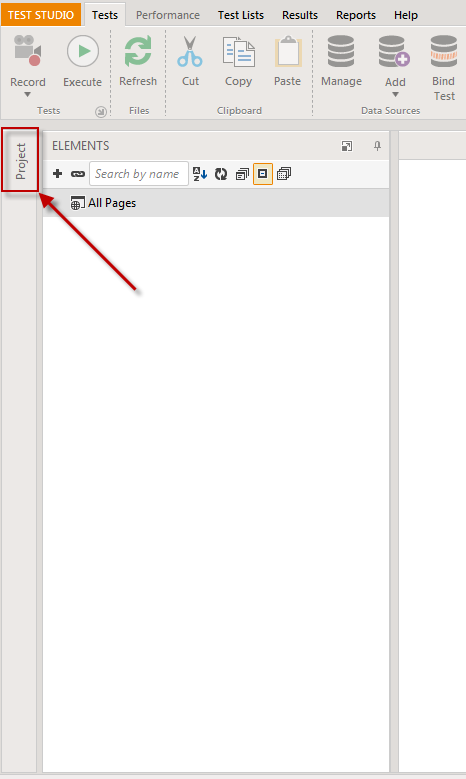 TEST STUDIO Tests Performance Test Lists Results Reports Help
Record Execute Refresh Cut Copy Paste Manage Add Bind Test
Tests Files Clipboard Data Sources
Project
ELEMENTS
Search by name
All Pages